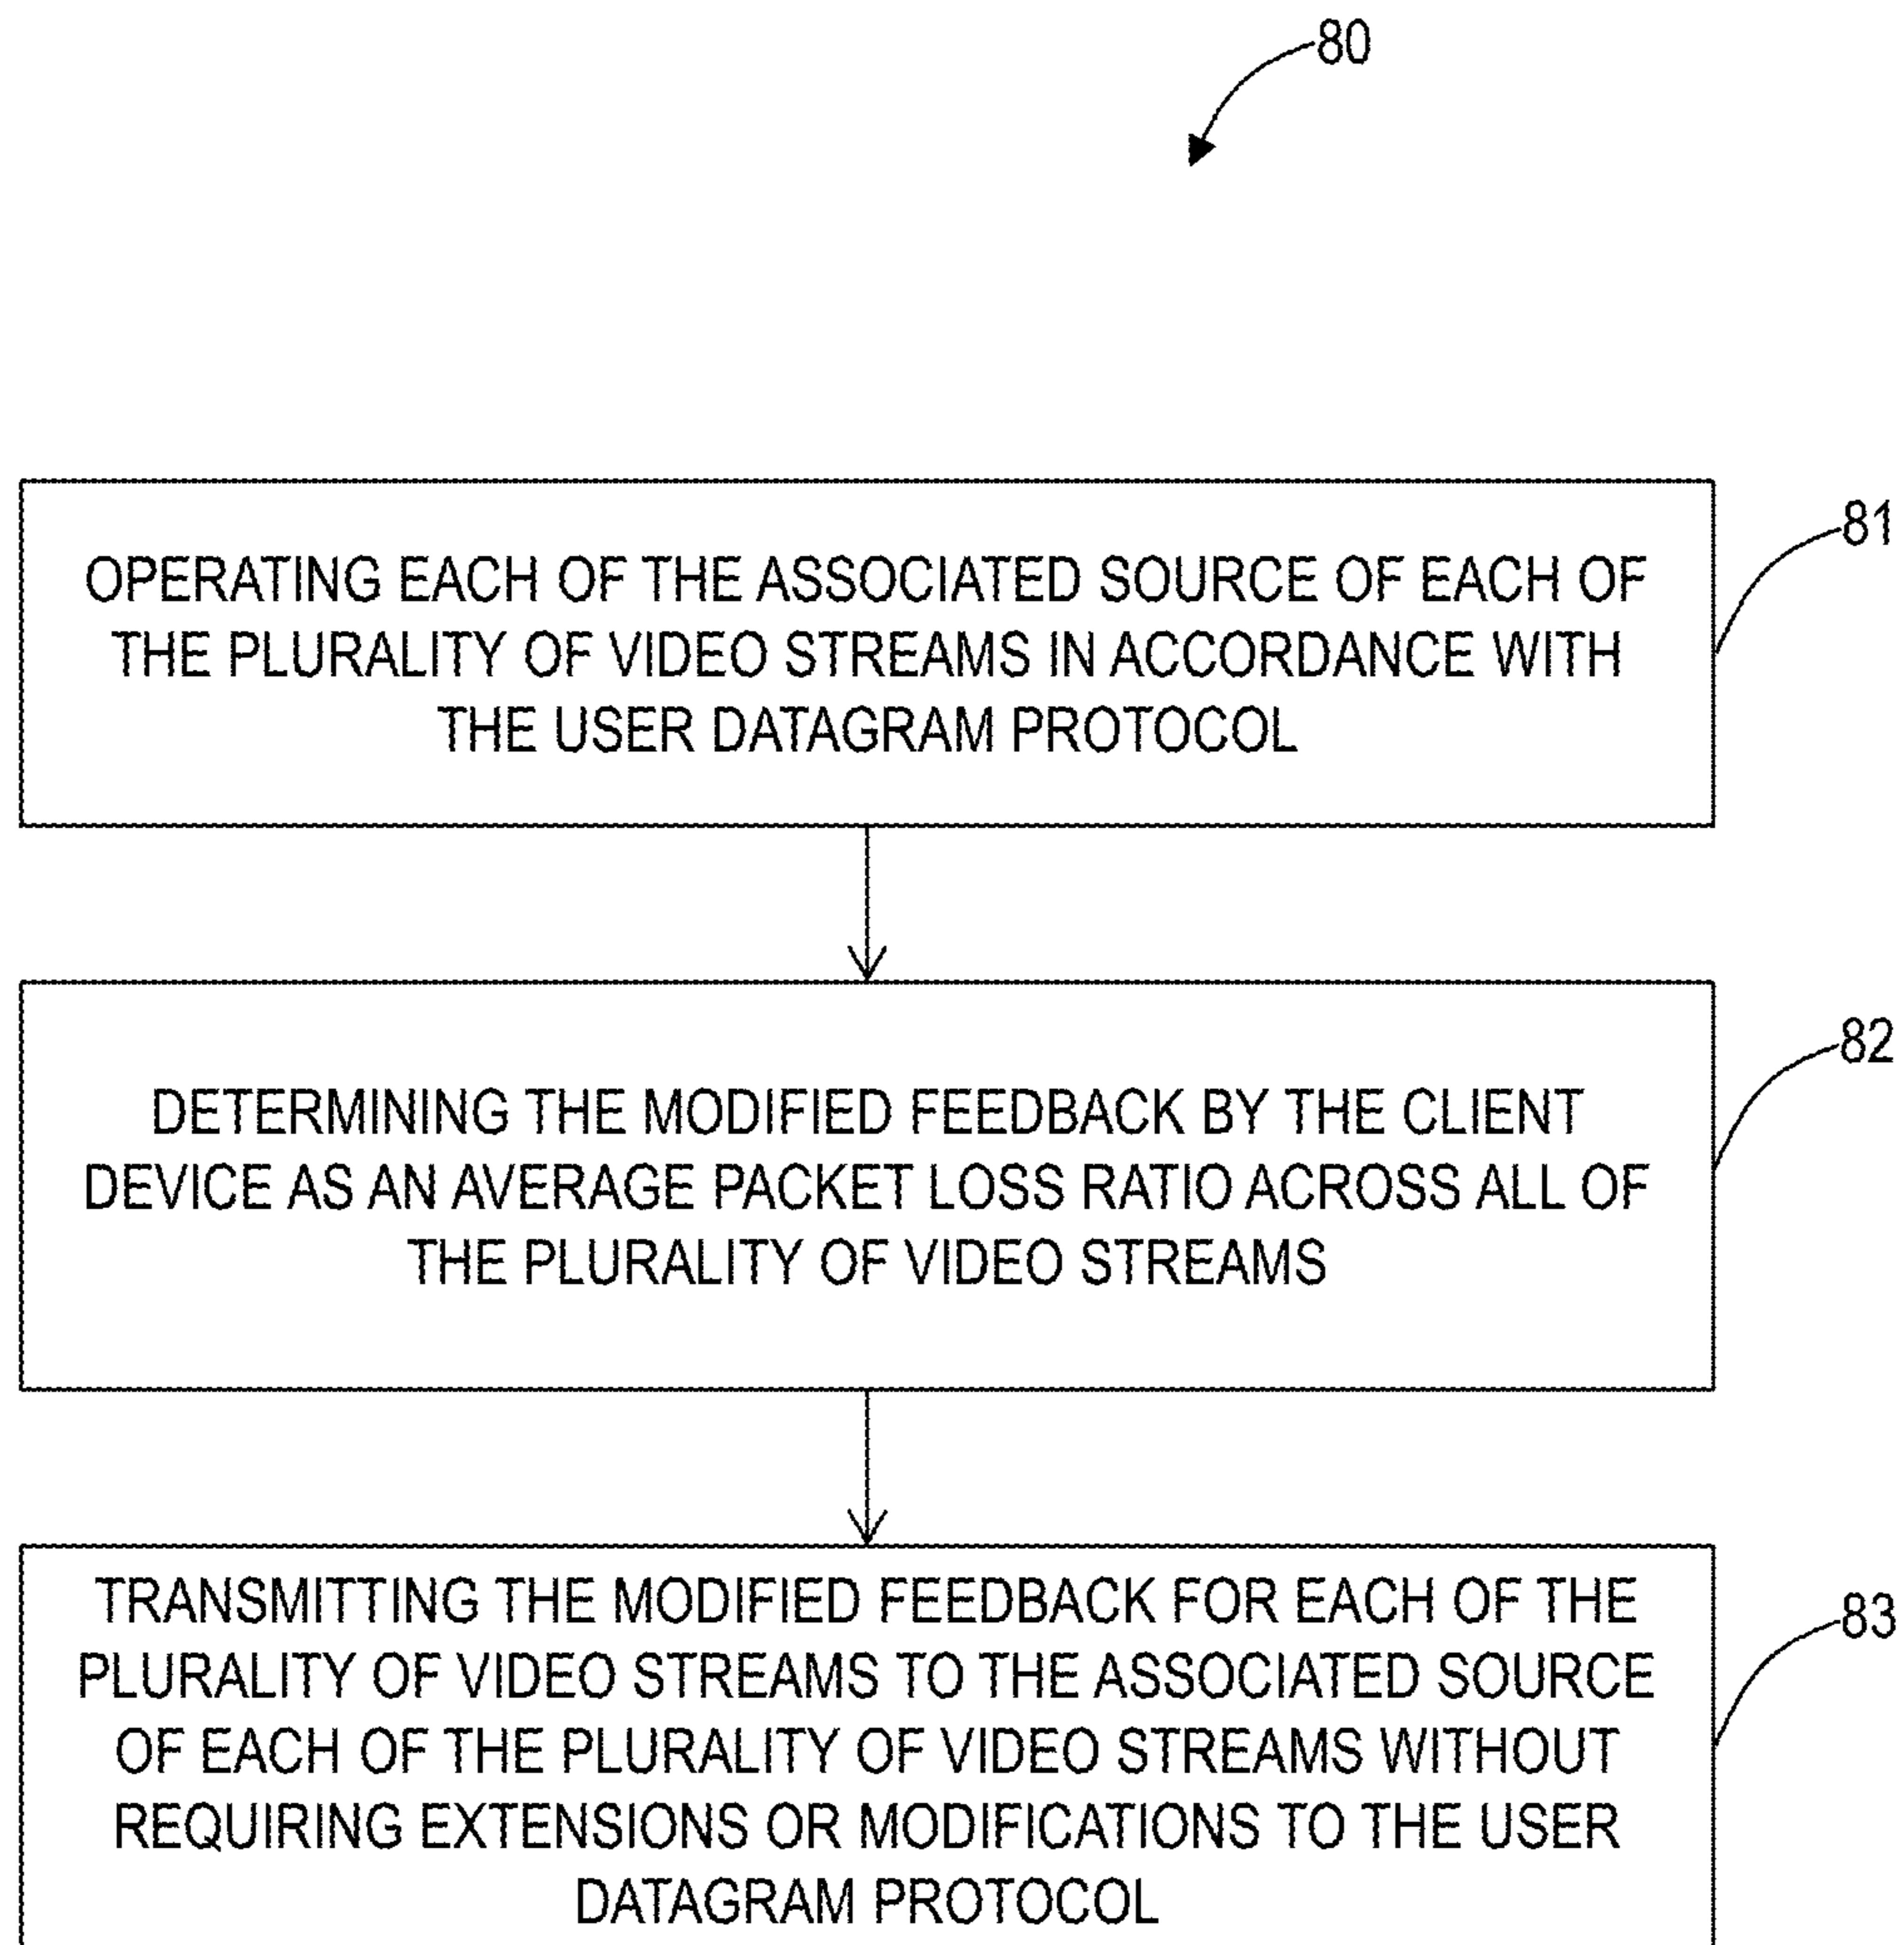 80
OPERATING EACH OF THE ASSOCIATED SOURCE OF EACH OF
THE PLURALITY OF VIDEO STREAMS IN ACCORDANCE WITH
THE USER DATAGRAM PROTOCOL
81
DETERMINING THE MODIFIED FEEDBACK BY THE CLIENT
DEVICE AS AN AVERAGE PACKET LOSS RATIO ACROSS ALL OF
THE PLURALITY OF VIDEO STREAMS
82
TRANSMITTING THE MODIFIED FEEDBACK FOR EACH OF THE
PLURALITY OF VIDEO STREAMS TO THE ASSOCIATED SOURCE
OF EACH OF THE PLURALITY OF VIDEO STREAMS WITHOUT
REQUIRING EXTENSIONS OR MODIFICATIONS TO THE USER
DATAGRAM PROTOCOL
83